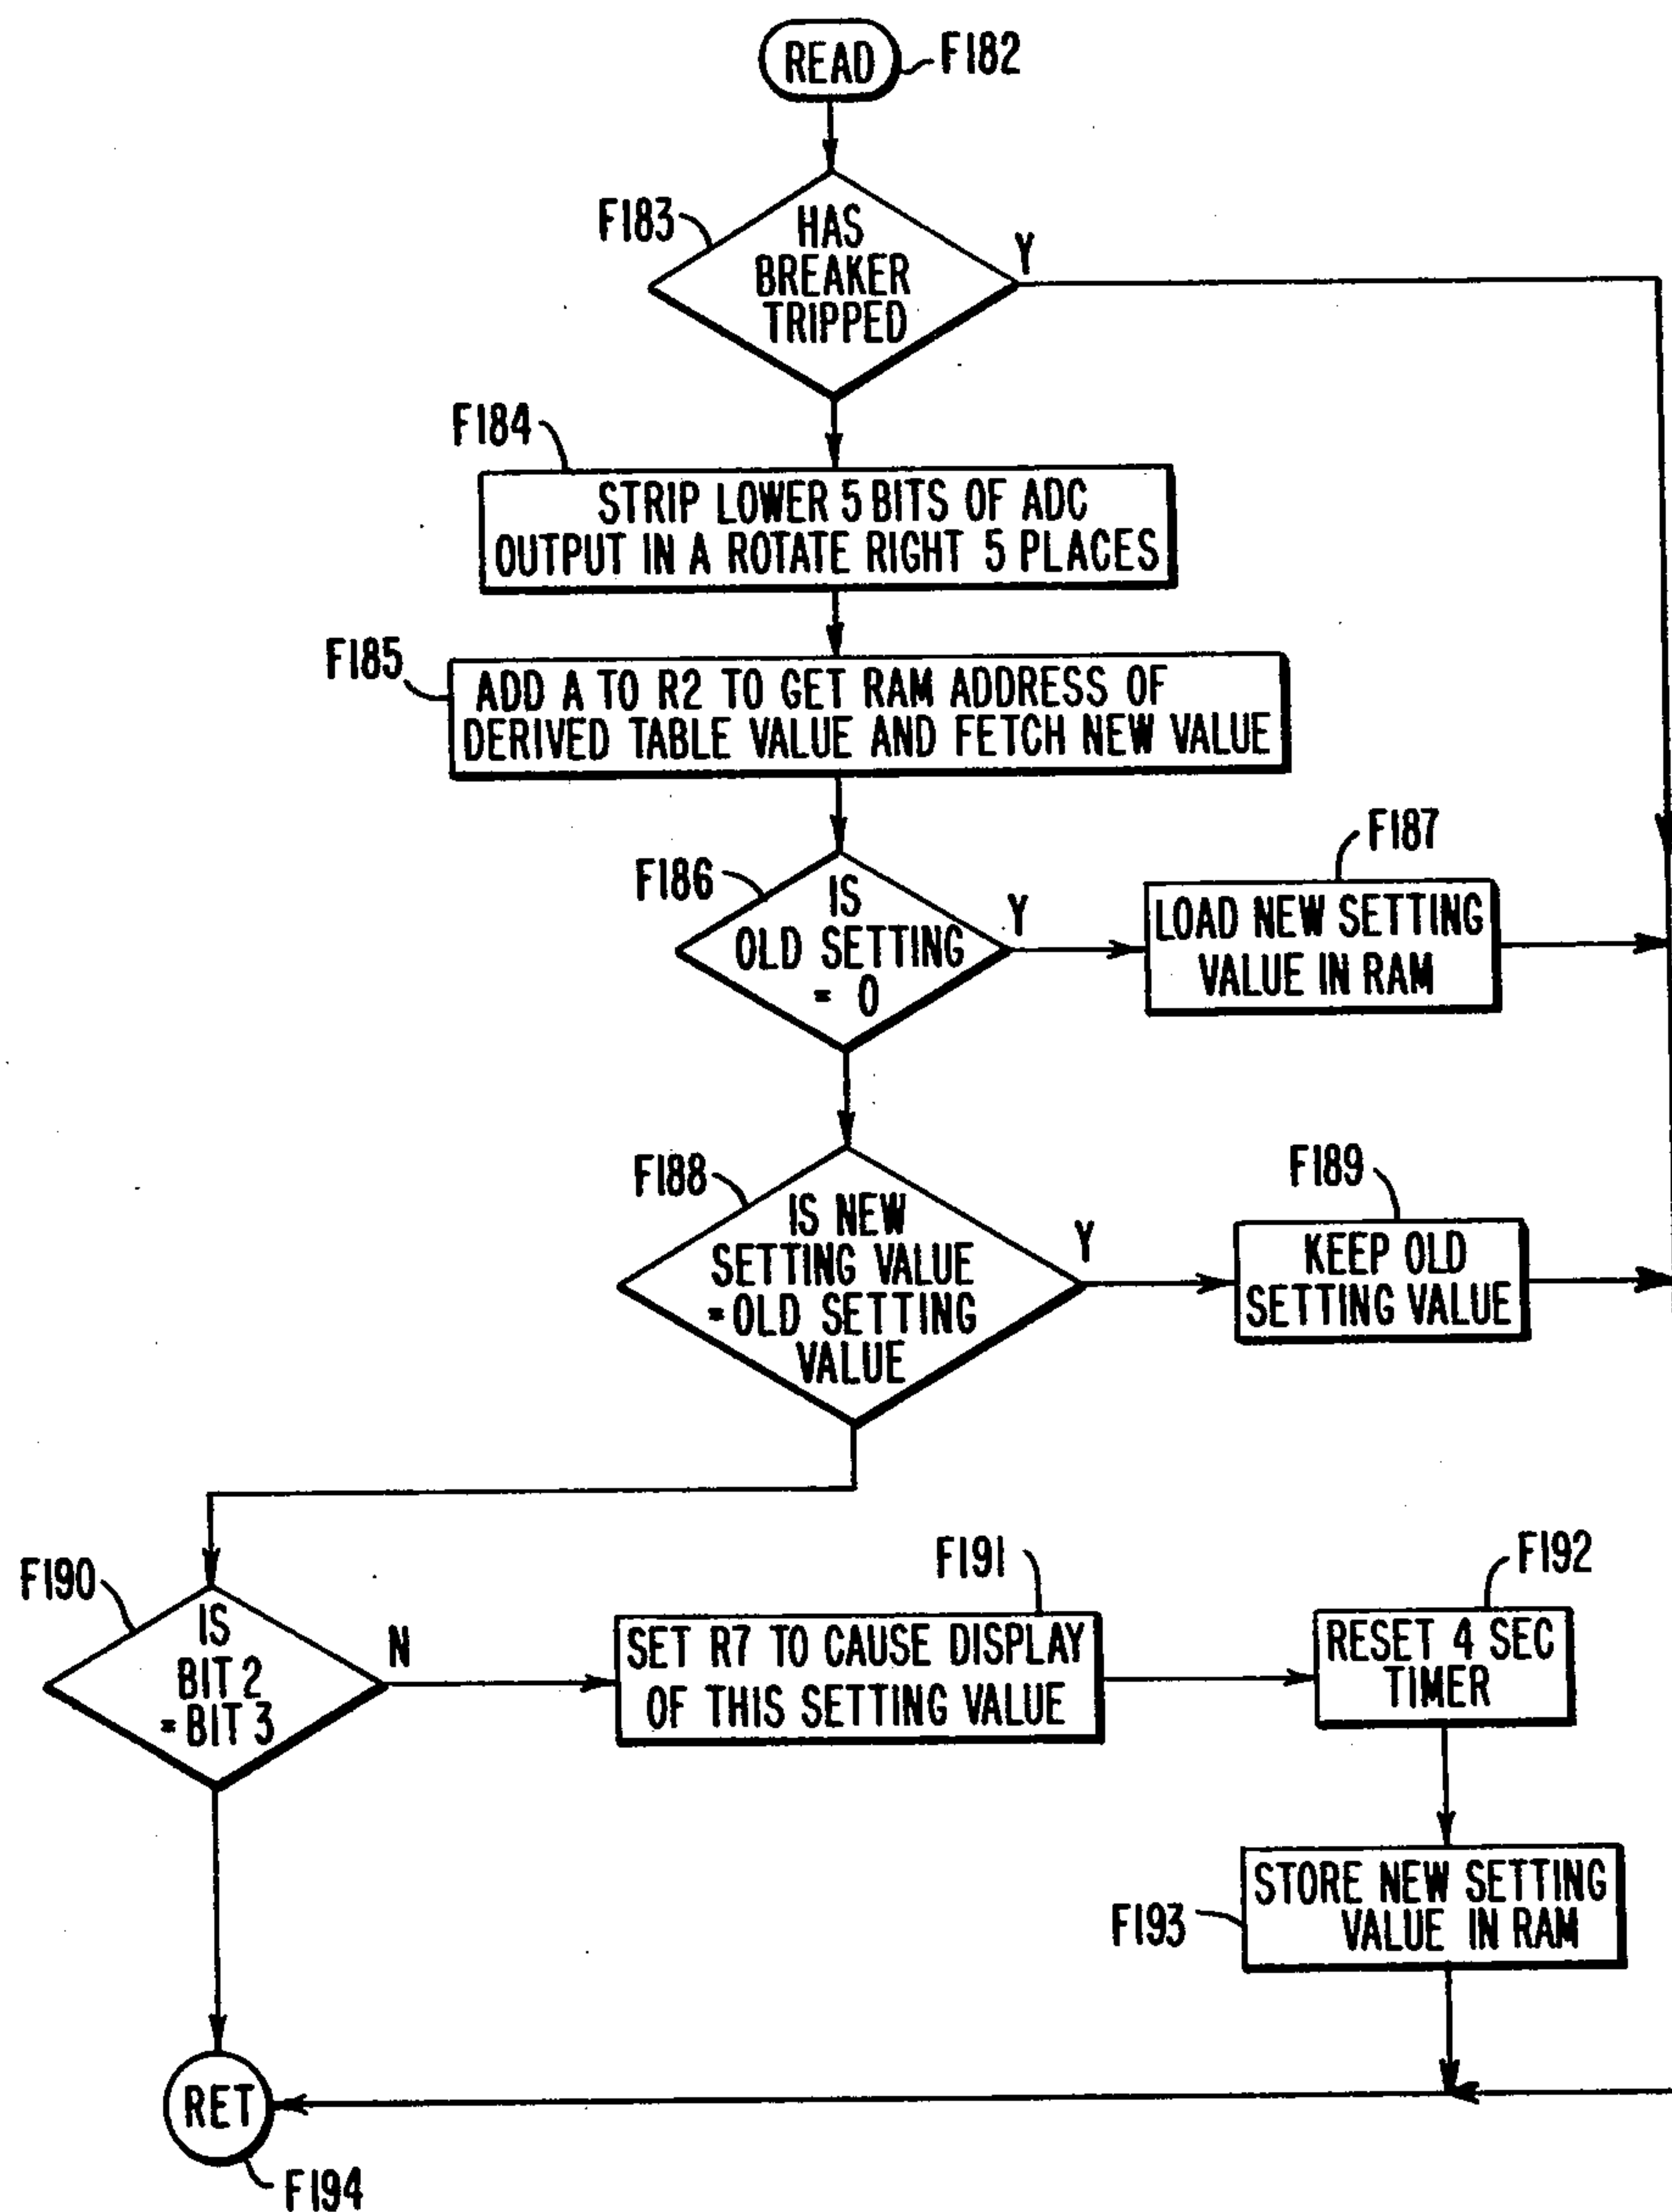 READ
F182
F183
HAS
BREAKER
TRIPPED
Y
F184
STRIP LOWER 5 BITS OF ADC
OUTPUT IN A ROTATE RIGHT 5 PLACES
F185
ADD A TO R2 TO GET RAM ADDRESS OF
DERIVED TABLE VALUE AND FETCH NEW VALUE
F186
IS
OLD SETTING
= 0
Y
F187
LOAD NEW SETTING
VALUE IN RAM
F188
IS NEW
SETTING VALUE
=OLD SETTING
VALUE
Y
F189
KEEP OLD
SETTING VALUE
F190
IS
BIT 2
=BIT 3
N
F191
SET R7 TO CAUSE DISPLAY
OF THIS SETTING VALUE
F192
RESET 4 SEC
TIMER
F193
STORE NEW SETTING
VALUE IN RAM
RET
F194